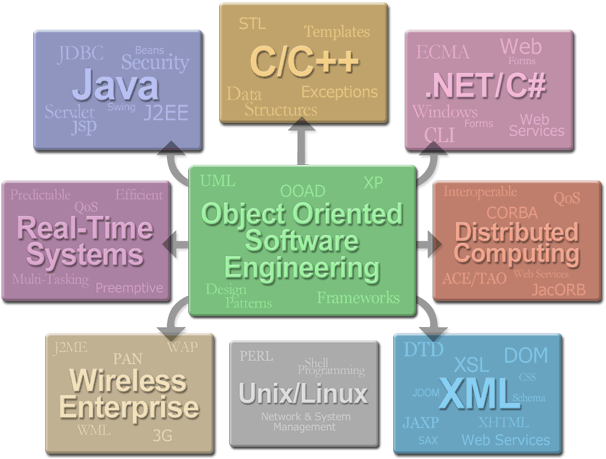 JDBC
Beans
Security
Java
Swing
Servlet
J2EE
jsp
STL
Templates
C/C++
Exceptions
Data
Structures
ECMA
Web
Forms
.NET/C#
Windows
Forms
Web
Services
CLI
Predictable
Efficient
QoS
Real-Time
Systems
Multi-Tasking
Preemptive
UML
XP
OOAD
Object Oriented
Software
Engineering
Design
Patterns
Frameworks
Interoperable
QoS
CORBA
Distributed
Computing
ACE/TAO
Web Services
JacORB
J2ME
WAP
PAN
Wireless
Enterprise
WML
3G
PERL
Shell
Programming
Unix/Linux
Network & System
Management
DTD
DOM
XSL
CSS
JDOM
XML
Schema
JAXP
XHTML
SAX
Web Services